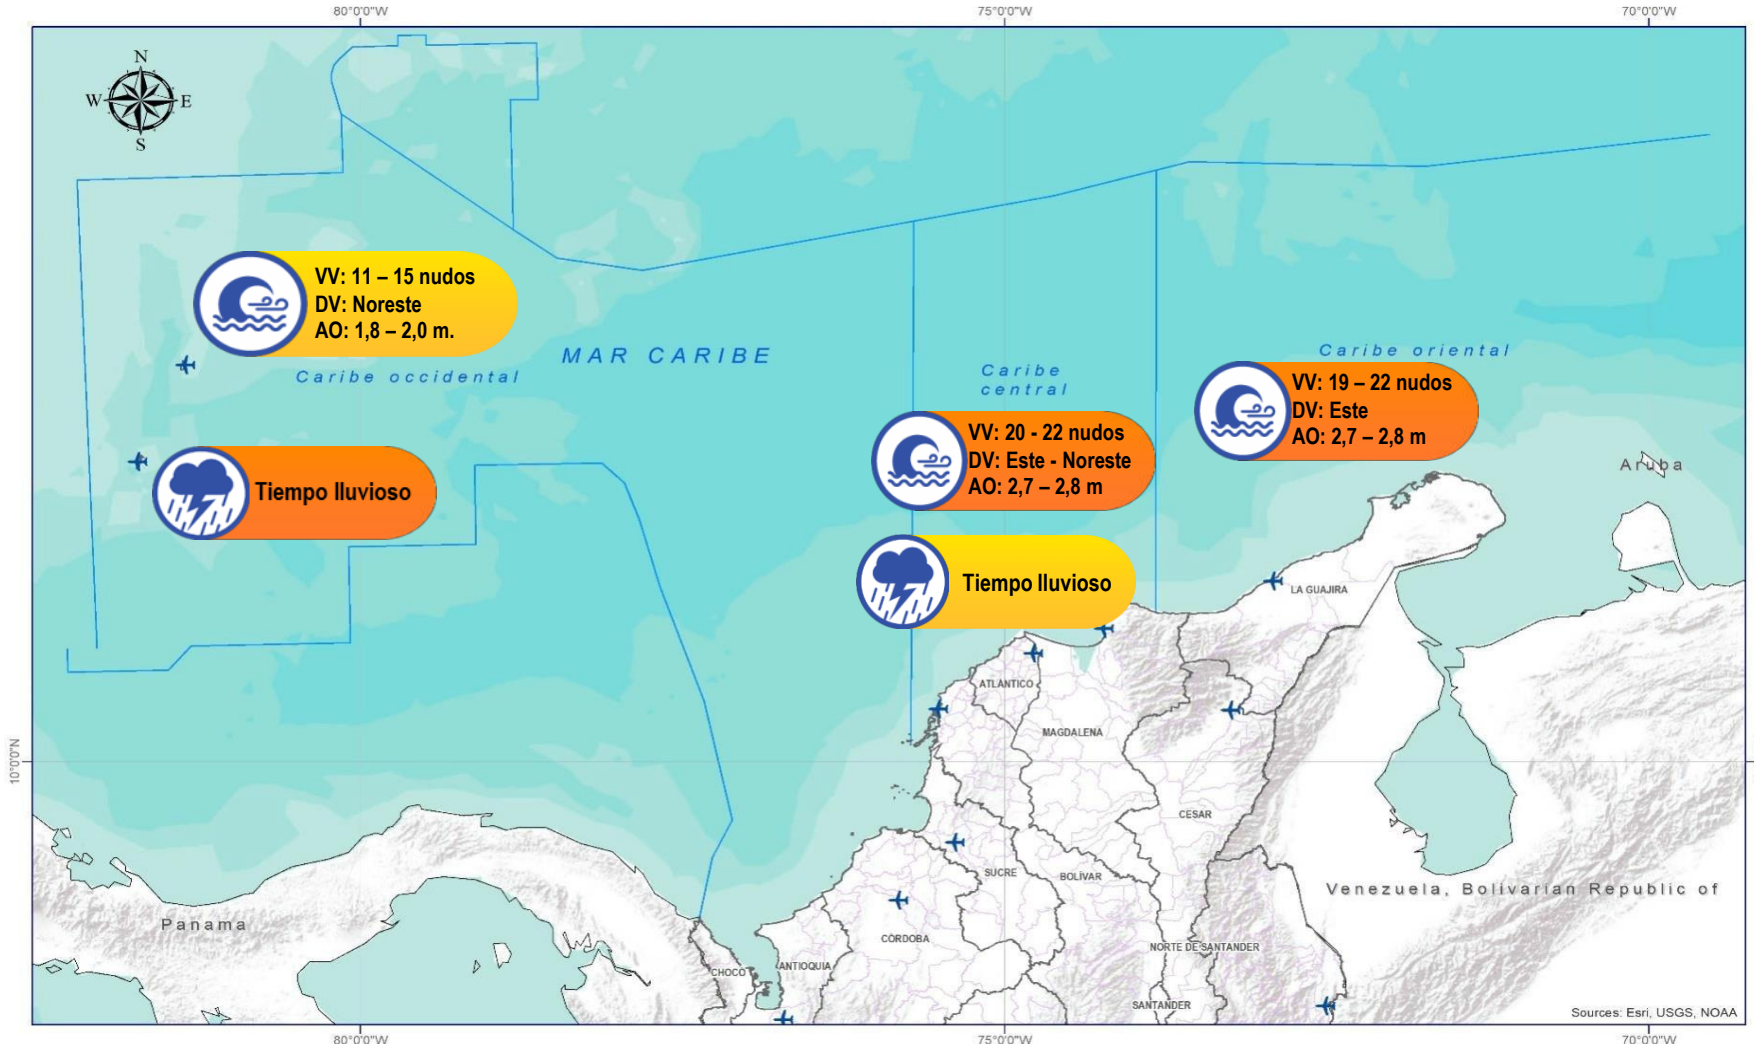 80°0'0"W
75°0'0"W
70°0'0"W
N
W
E
S
VV: 11 – 15 nudos
DV: Noreste
AO: 1,8 – 2,0 m.
MAR CARIBE
Caribe occidental
Caribe
central
Caribe oriental
VV: 19 – 22 nudos
DV: Este
AO: 2,7 – 2,8 m
VV: 20 - 22 nudos
DV: Este - Noreste
AO: 2,7 – 2,8 m
Aruba
Tiempo lluvioso
Tiempo lluvioso
LA GUAJIRA
ATLÁNTICO
MAGDALENA
10°0'0"N
CESAR
SUCRE
BOLÍVAR
Venezuela, Bolivarian Republic of
Panama
CÓRDOBA
NORTE DE SANTANDER
CHOCÓ
ANTIOQUIA
SANTANDER
Sources: Esri, USGS, NOAA
80°0'0"W
75°0'0"W
70°0'0"W